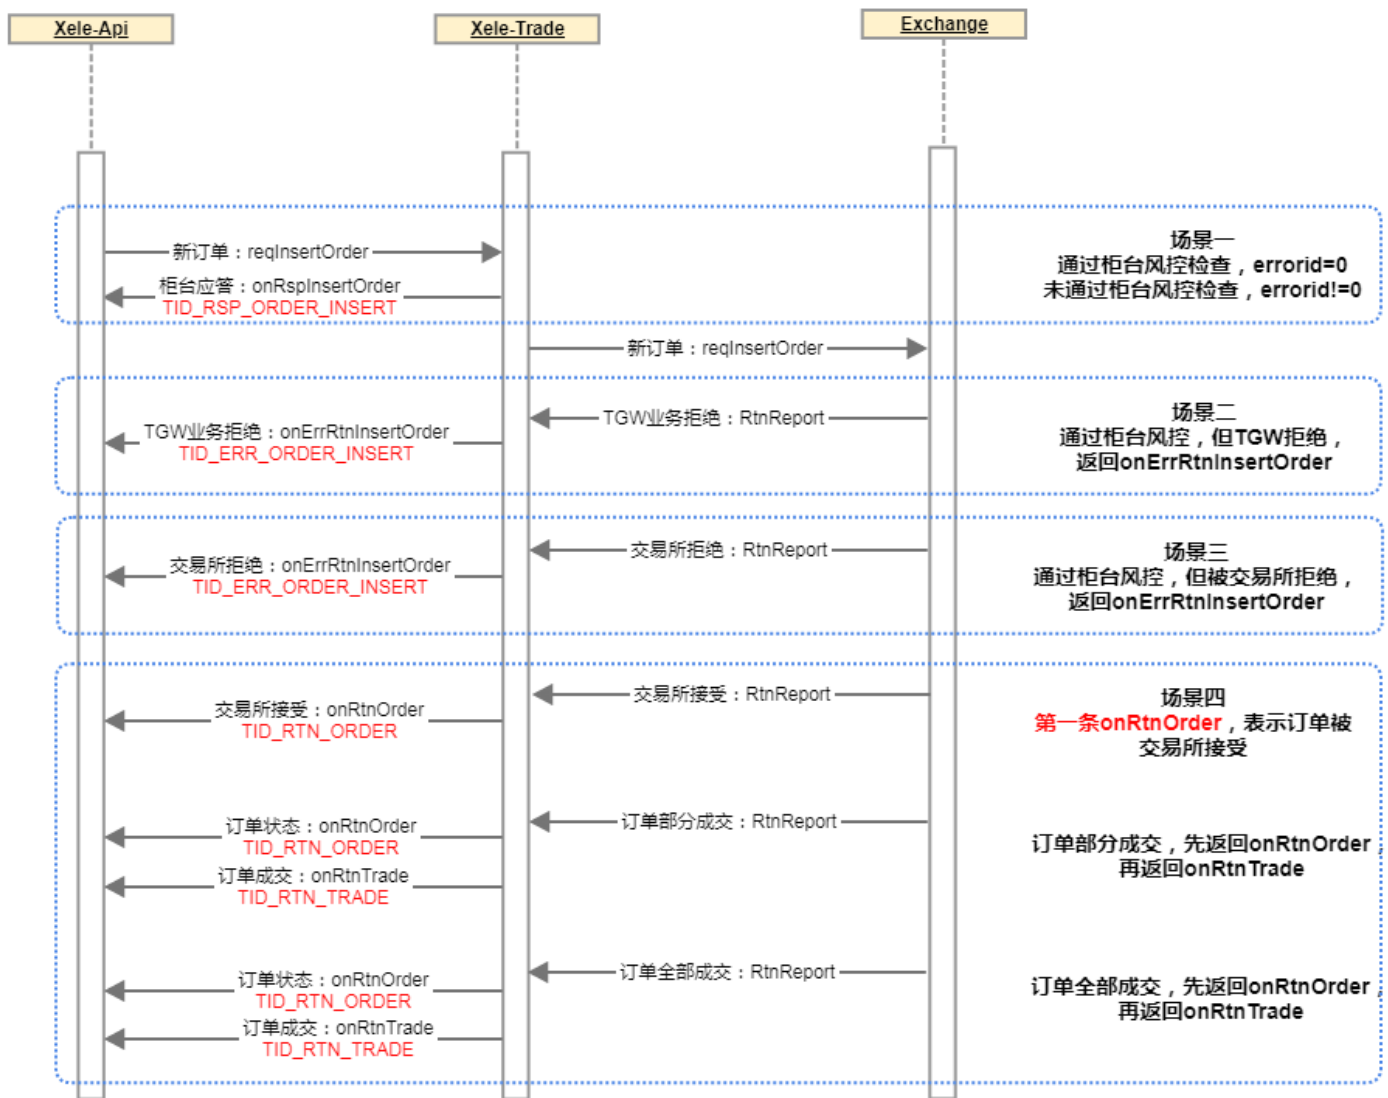 Xele-Api
Xele-Trade
Exchange
新订单：reqInsertOrder
柜台应答：onRspInsertOrder
TID_RSP_ORDER_INSERT
场景一
通过柜台风控检查，errorid=0
未通过柜台风控检查，errorid!=0
新订单：reqInsertOrder
TGW业务拒绝：RtnReport
TGW业务拒绝：onErrRtnInsertOrder
TID_ERR_ORDER_INSERT
场景二
通过柜台风控，但TGW拒绝，
返回onErrRtnInsertOrder
交易所拒绝：RtnReport
交易所拒绝：onErrRtnInsertOrder
TID_ERR_ORDER_INSERT
场景三
通过柜台风控，但被交易所拒绝，
返回onErrRtnInsertOrder
交易所接受：RtnReport
交易所接受：onRtnOrder
TID_RTN_ORDER
场景四
第一条onRtnOrder，表示订单被
交易所接受
订单部分成交：RtnReport
订单状态：onRtnOrder
TID_RTN_ORDER
订单成交：onRtnTrade
TID_RTN_TRADE
订单部分成交，先返回onRtnOrder，
再返回onRtnTrade
订单全部成交：RtnReport
订单状态：onRtnOrder
TID_RTN_ORDER
订单成交：onRtnTrade
TID_RTN_TRADE
订单全部成交，先返回onRtnOrder，
再返回onRtnTrade